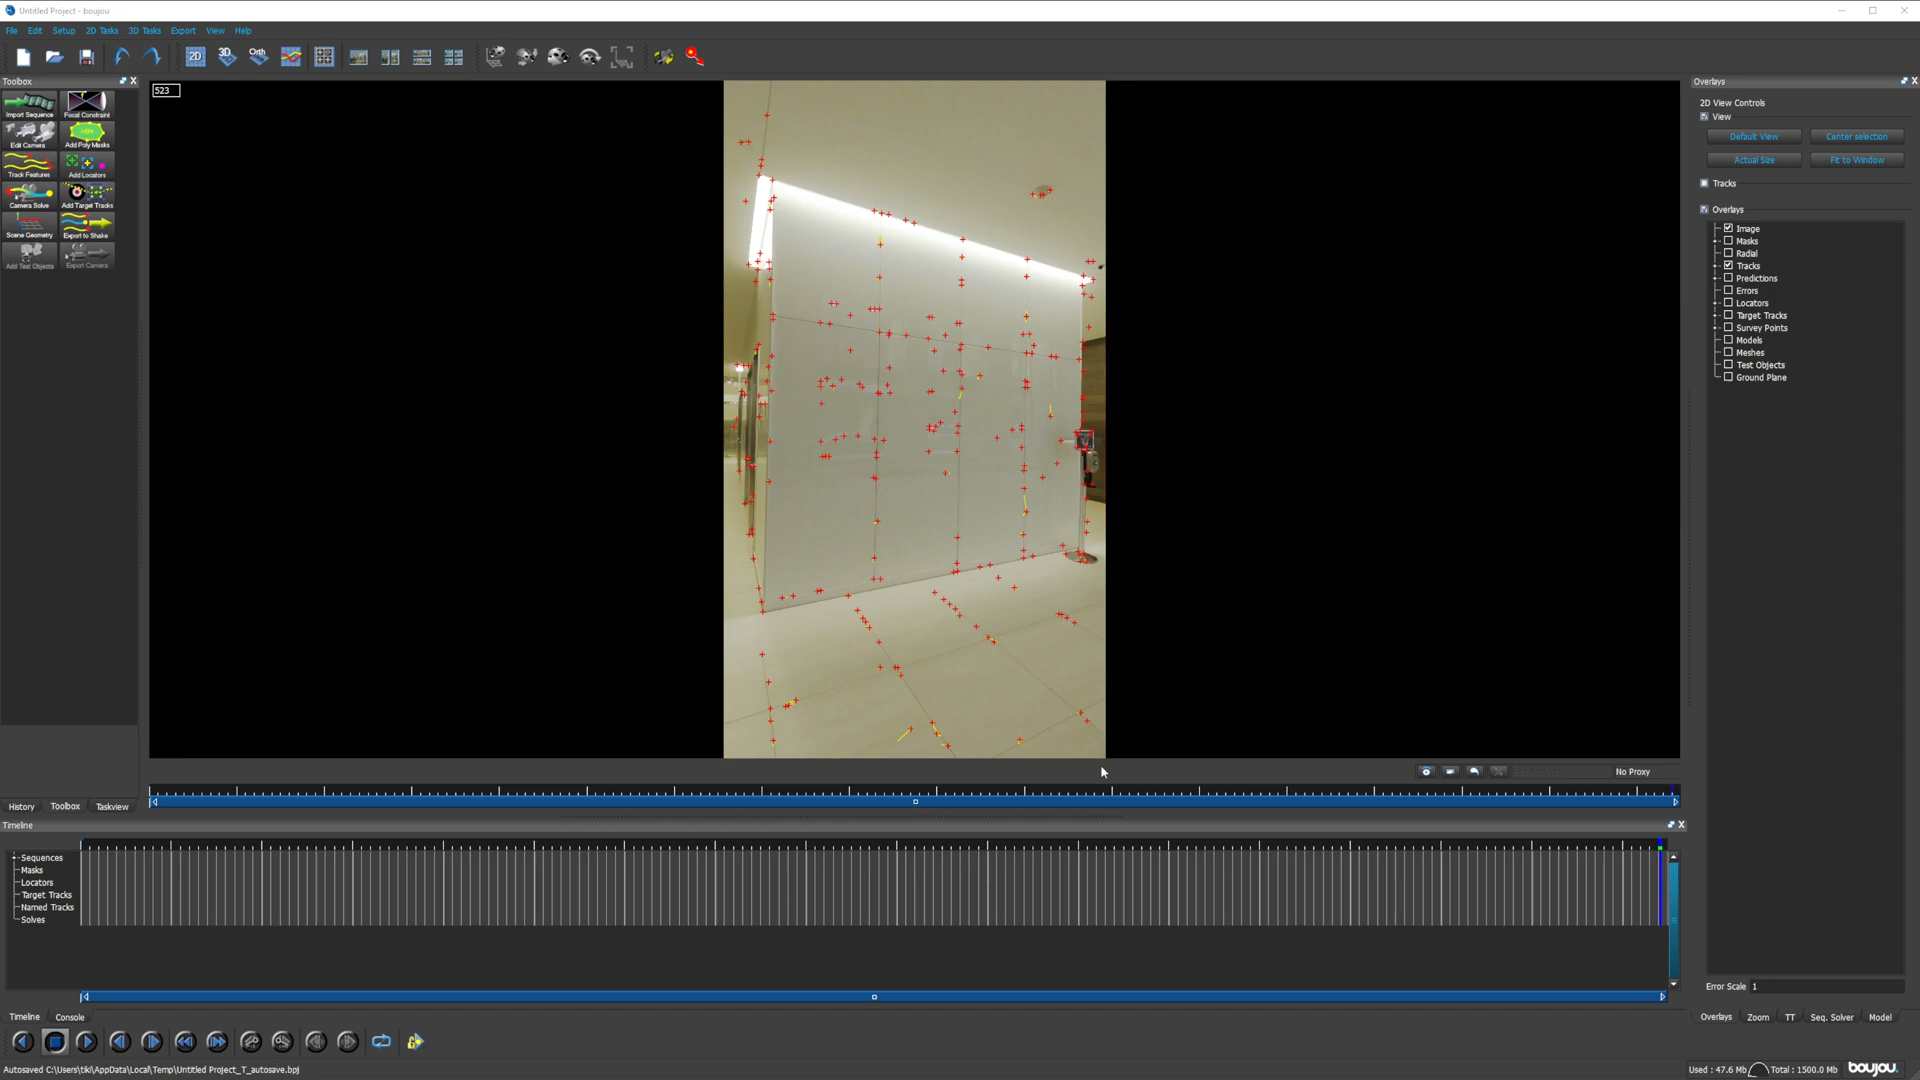 Untitled Project - boujou
File Edit Setup 2D Tasks 3D Tasks Export View Help
2D 3D Orth
Toolbox
Import Sequence Focal Constraint
Edit Camera Add Poly Masks
Track Features Add Locators
Camera Solve Add Target Tracks
Scene Geometry Export to Shake
Add Test Objects Export Camera
523
Overlays
2D View Controls
View
Default View Center selection
Actual Size Fit to Window
Tracks
Overlays
Image
Masks
Radial
Tracks
Predictions
Errors
Locators
Target Tracks
Survey Points
Models
Meshes
Test Objects
Ground Plane
No Proxy
History Toolbox Taskview
Timeline
Sequences
Masks
Locators
Target Tracks
Named Tracks
Solves
Error Scale 1
Timeline Console
Overlays Zoom TT Seq. Solver Model
Autosaved C:\Users\tiki\AppData\Local\Temp\Untitled Project_T_autosave.bpj
Used : 47.6 Mb Total : 1500.0 Mb boujou